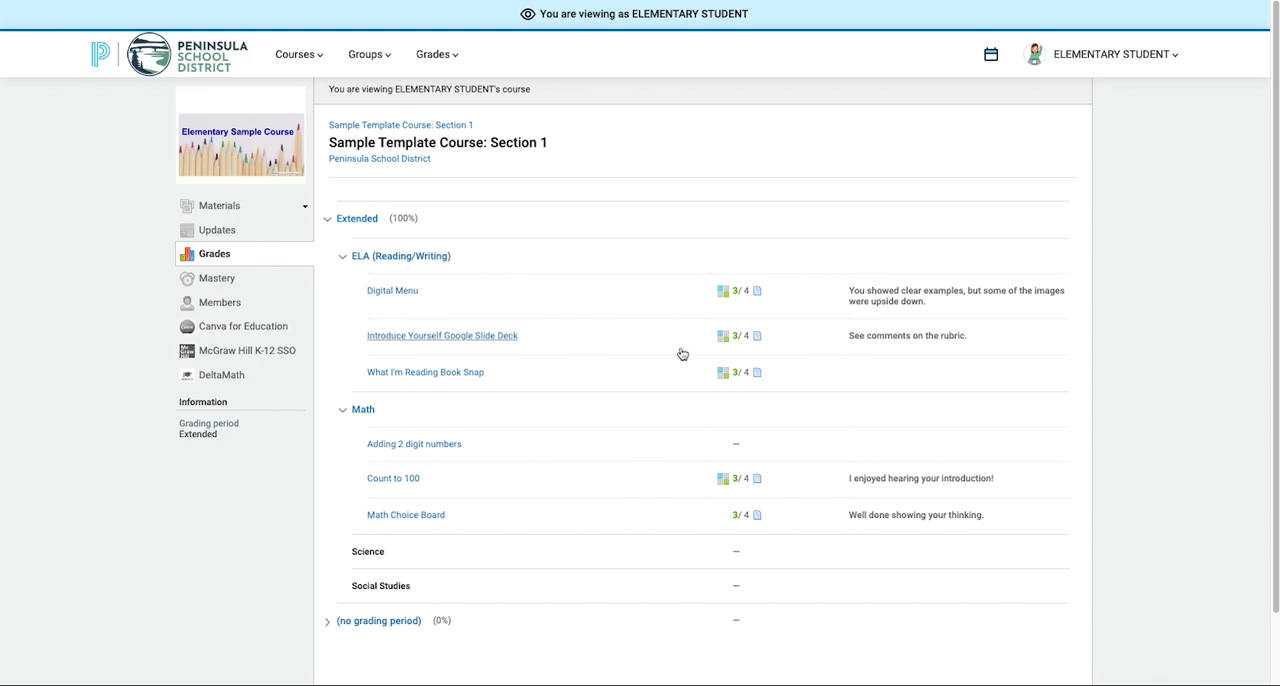 You are viewing as ELEMENTARY STUDENT
PENINSULA
SCHOOL
DISTRICT
Courses
Groups
Grades
ELEMENTARY STUDENT
You are viewing ELEMENTARY STUDENT's course
Elementary Sample Course
Sample Template Course: Section 1
Sample Template Course: Section 1
Peninsula School District
Materials
Updates
Grades
Mastery
Members
Canva for Education
McGraw Hill K-12 SSO
DeltaMath
Information
Grading period
Extended
Extended (100%)
ELA (Reading/Writing)
Digital Menu 3/ 4 You showed clear examples, but some of the images
were upside down.
Introduce Yourself Google Slide Deck 3/ 4 See comments on the rubric.
What I'm Reading Book Snap 3/ 4
Math
Adding 2 digit numbers —
Count to 100 3/ 4 I enjoyed hearing your introduction!
Math Choice Board 3/ 4 Well done showing your thinking.
Science —
Social Studies —
(no grading period) (0%) —